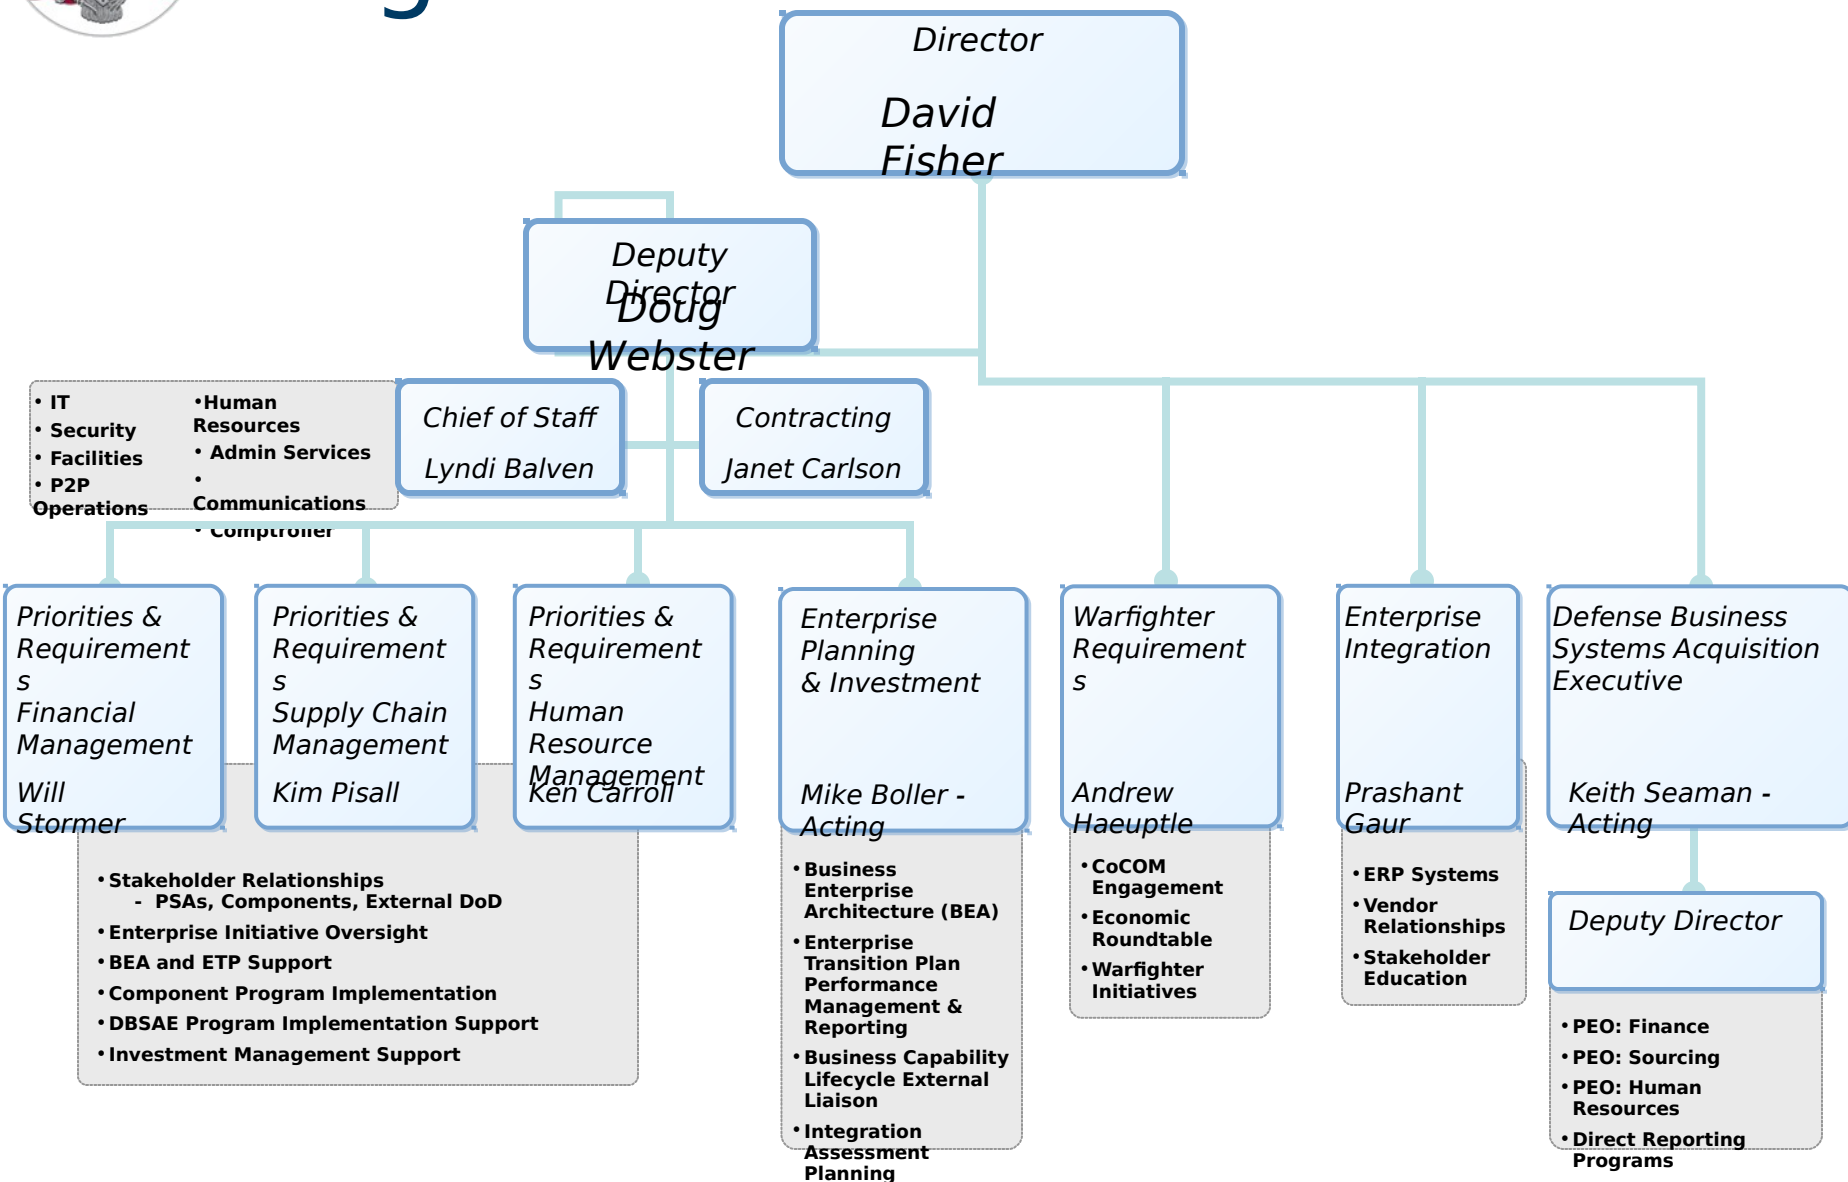 Director
David
Fisher
Deputy
Director
Doug
Webster
• IT
• Security
• Facilities
• P2P
Operations
•Human
Resources
• Admin Services
•
Communications
• Comptroller
Chief of Staff
Lyndi Balven
Contracting
Janet Carlson
Priorities &
Requirement
s
Financial
Management
Will
Stormer
Priorities &
Requirement
s
Supply Chain
Management
Kim Pisall
Priorities &
Requirement
s
Human
Resource
Management
Ken Carroll
Enterprise
Planning
& Investment
Mike Boller -
Acting
Warfighter
Requirement
s
Andrew
Haeuptle
Enterprise
Integration
Prashant
Gaur
Defense Business
Systems Acquisition
Executive
Keith Seaman -
Acting
•Stakeholder Relationships
- PSAs, Components, External DoD
•Enterprise Initiative Oversight
•BEA and ETP Support
•Component Program Implementation
•DBSAE Program Implementation Support
•Investment Management Support
•Business
Enterprise
Architecture (BEA)
•Enterprise
Transition Plan
Performance
Management &
Reporting
•Business Capability
Lifecycle External
Liaison
•Integration
Assessment
Planning
•CoCOM
Engagement
•Economic
Roundtable
•Warfighter
Initiatives
•ERP Systems
•Vendor
Relationships
•Stakeholder
Education
Deputy Director
•PEO: Finance
•PEO: Sourcing
•PEO: Human
Resources
•Direct Reporting
Programs